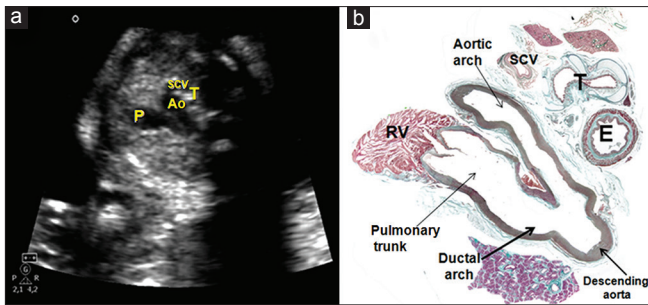 a
SCV
T
Ao
P
P R
2,1 4,2
b
Aortic
arch
SCV
T
RV
E
Pulmonary
trunk
Ductal
arch
Descending
aorta